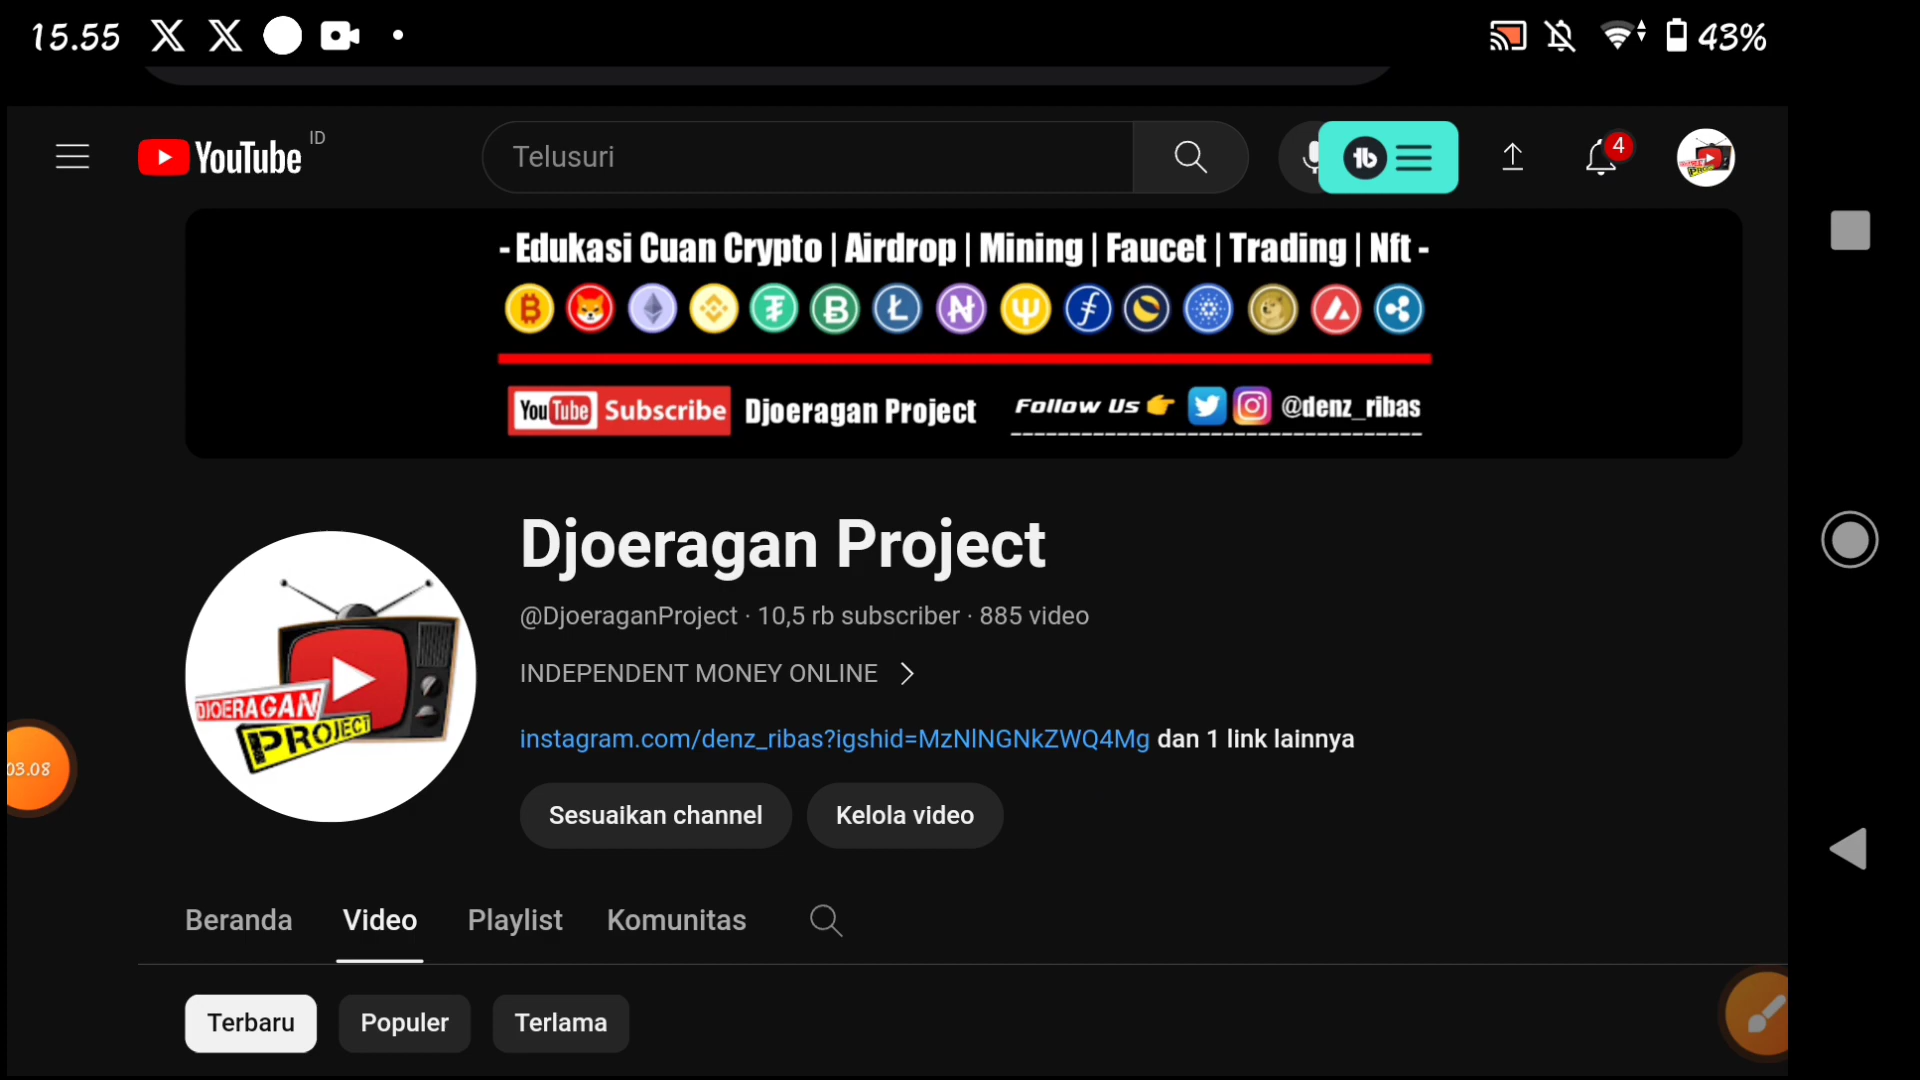 15.55
43%
YouTube ID
Telusuri
4
- Edukasi Cuan Crypto | Airdrop | Mining | Faucet | Trading | Nft -
YouTube Subscribe Djoeragan Project Follow Us @denz_ribas
Djoeragan Project
@DjoeraganProject · 10,5 rb subscriber · 885 video
INDEPENDENT MONEY ONLINE
DJOERAGAN
PROJECT
instagram.com/denz_ribas?igshid=MzNlNGNkZWQ4Mg dan 1 link lainnya
03.08
Sesuaikan channel
Kelola video
Beranda Video Playlist Komunitas
Terbaru Populer Terlama